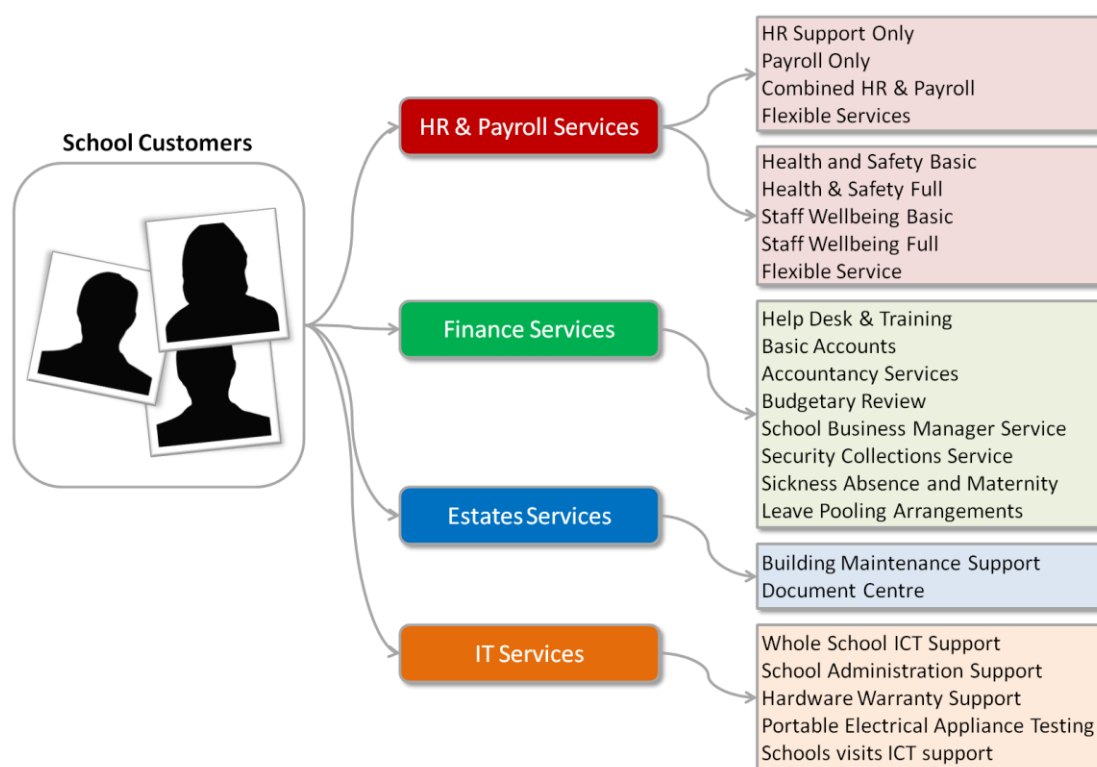 School Customers
HR & Payroll Services
HR Support Only
Payroll Only
Combined HR & Payroll
Flexible Services
Health and Safety Basic
Health & Safety Full
Staff Wellbeing Basic
Staff Wellbeing Full
Flexible Service
Finance Services
Help Desk & Training
Basic Accounts
Accountancy Services
Budgetary Review
School Business Manager Service
Security Collections Service
Sickness Absence and Maternity
Leave Pooling Arrangements
Estates Services
Building Maintenance Support
Document Centre
IT Services
Whole School ICT Support
School Administration Support
Hardware Warranty Support
Portable Electrical Appliance Testing
Schools visits ICT support